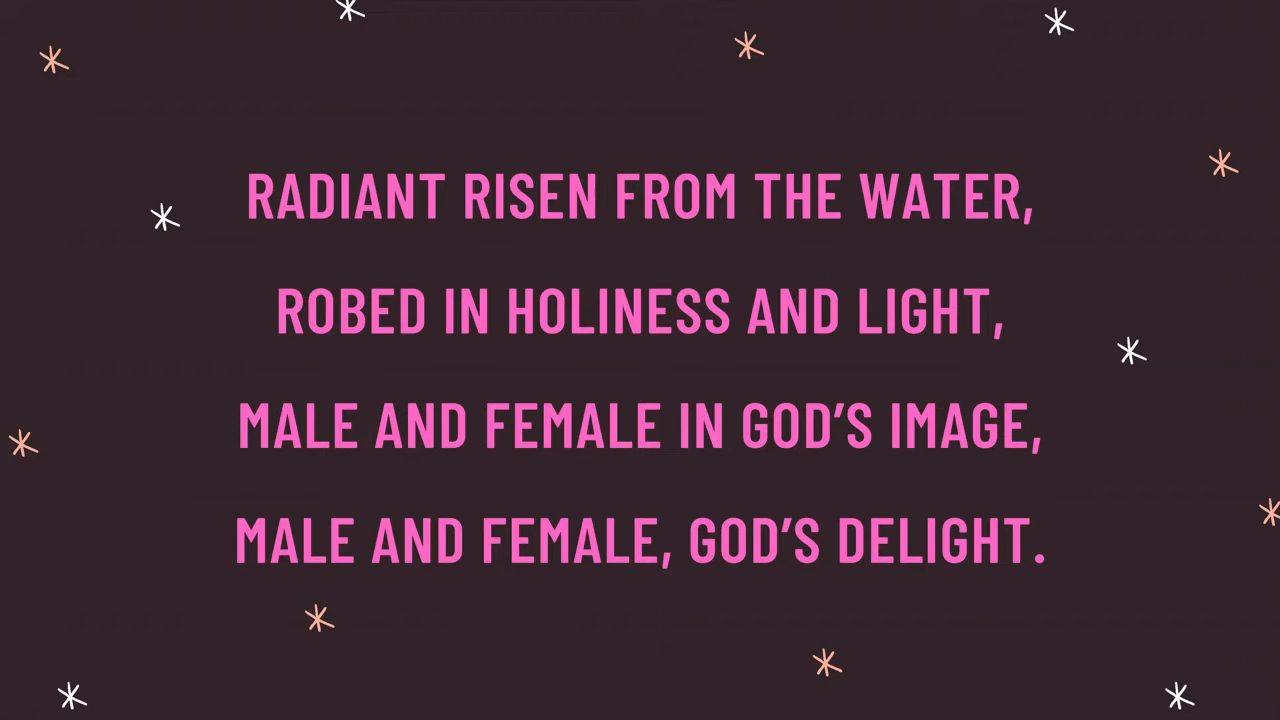 RADIANT RISEN FROM THE WATER,
ROBED IN HOLINESS AND LIGHT,
MALE AND FEMALE IN GOD’S IMAGE,
MALE AND FEMALE, GOD’S DELIGHT.